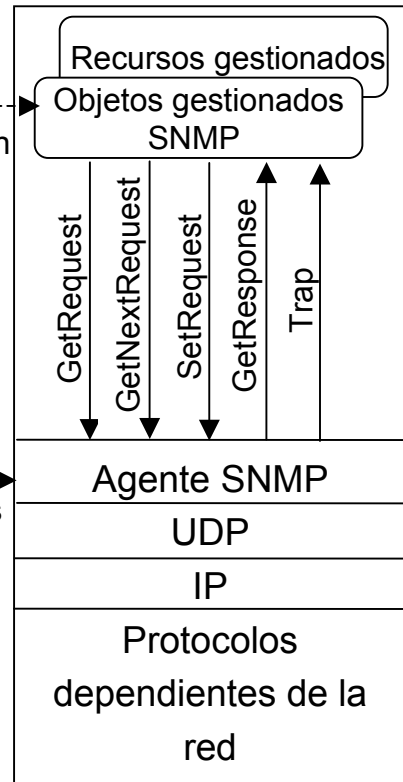 Recursos gestionados
Objetos gestionados
SNMP
n
GetRequest
GetNextRequest
SetRequest
GetResponse
Trap
Agente SNMP
s
UDP
IP
Protocolos
dependientes de la
red